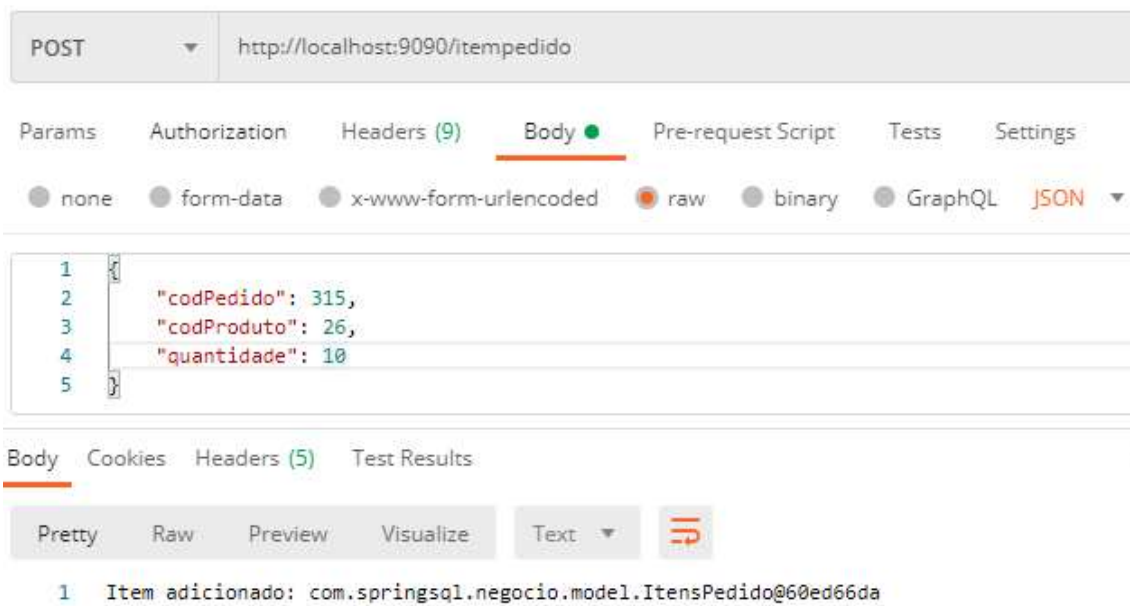 POST http://localhost:9090/itempedido
Params Authorization Headers (9) Body Pre-request Script Tests Settings
none form-data x-www-form-urlencoded raw binary GraphQL JSON
1 {
2 "codPedido": 315,
3 "codProduto": 26,
4 "quantidade": 10
5 }
Body Cookies Headers (5) Test Results
Pretty Raw Preview Visualize Text
1 Item adicionado: com.springsql.negocio.model.ItensPedido@60ed66da